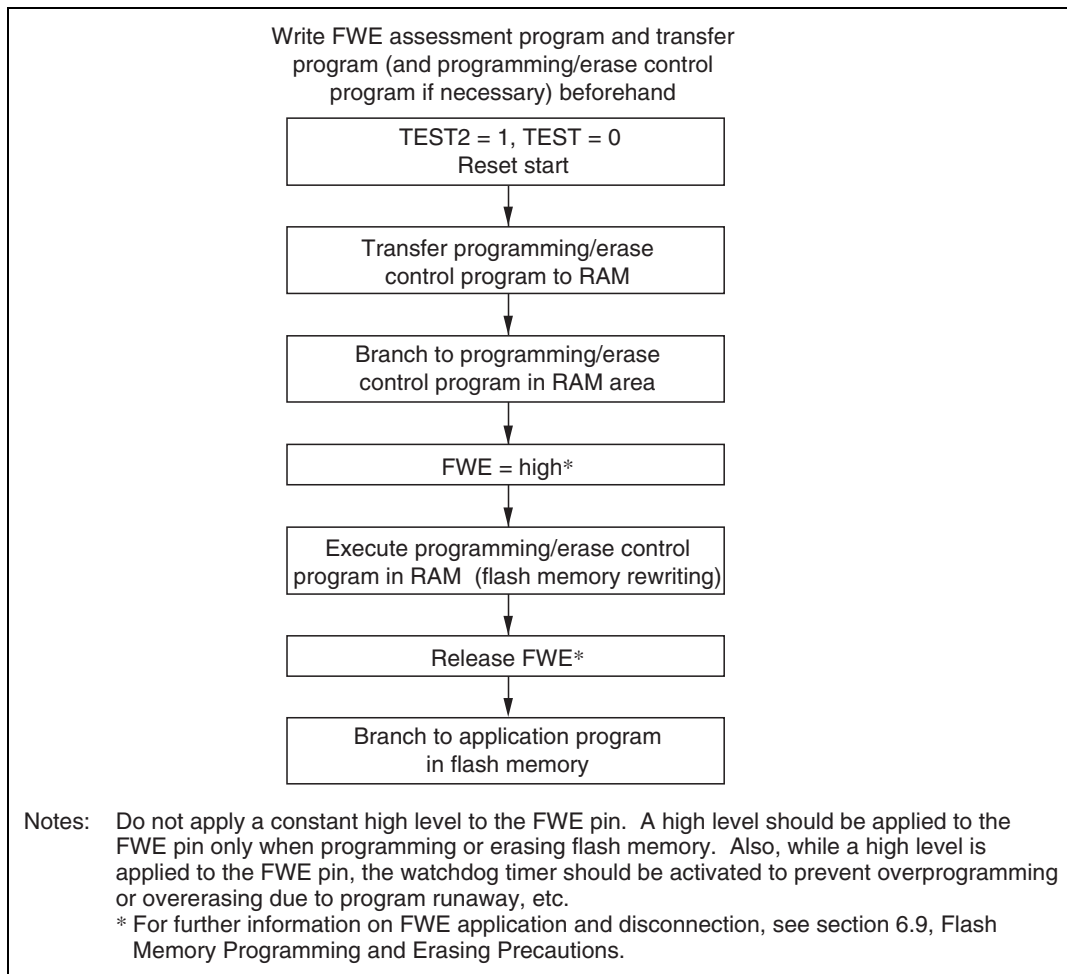 Write FWE assessment program and transfer
program (and programming/erase control
program if necessary) beforehand
TEST2 = 1, TEST = 0
Reset start
Transfer programming/erase
control program to RAM
Branch to programming/erase
control program in RAM area
FWE = high*
Execute programming/erase control
program in RAM (flash memory rewriting)
Release FWE*
Branch to application program
in flash memory
Notes: Do not apply a constant high level to the FWE pin. A high level should be applied to the
FWE pin only when programming or erasing flash memory. Also, while a high level is
applied to the FWE pin, the watchdog timer should be activated to prevent overprogramming
or overerasing due to program runaway, etc.
* For further information on FWE application and disconnection, see section 6.9, Flash
Memory Programming and Erasing Precautions.